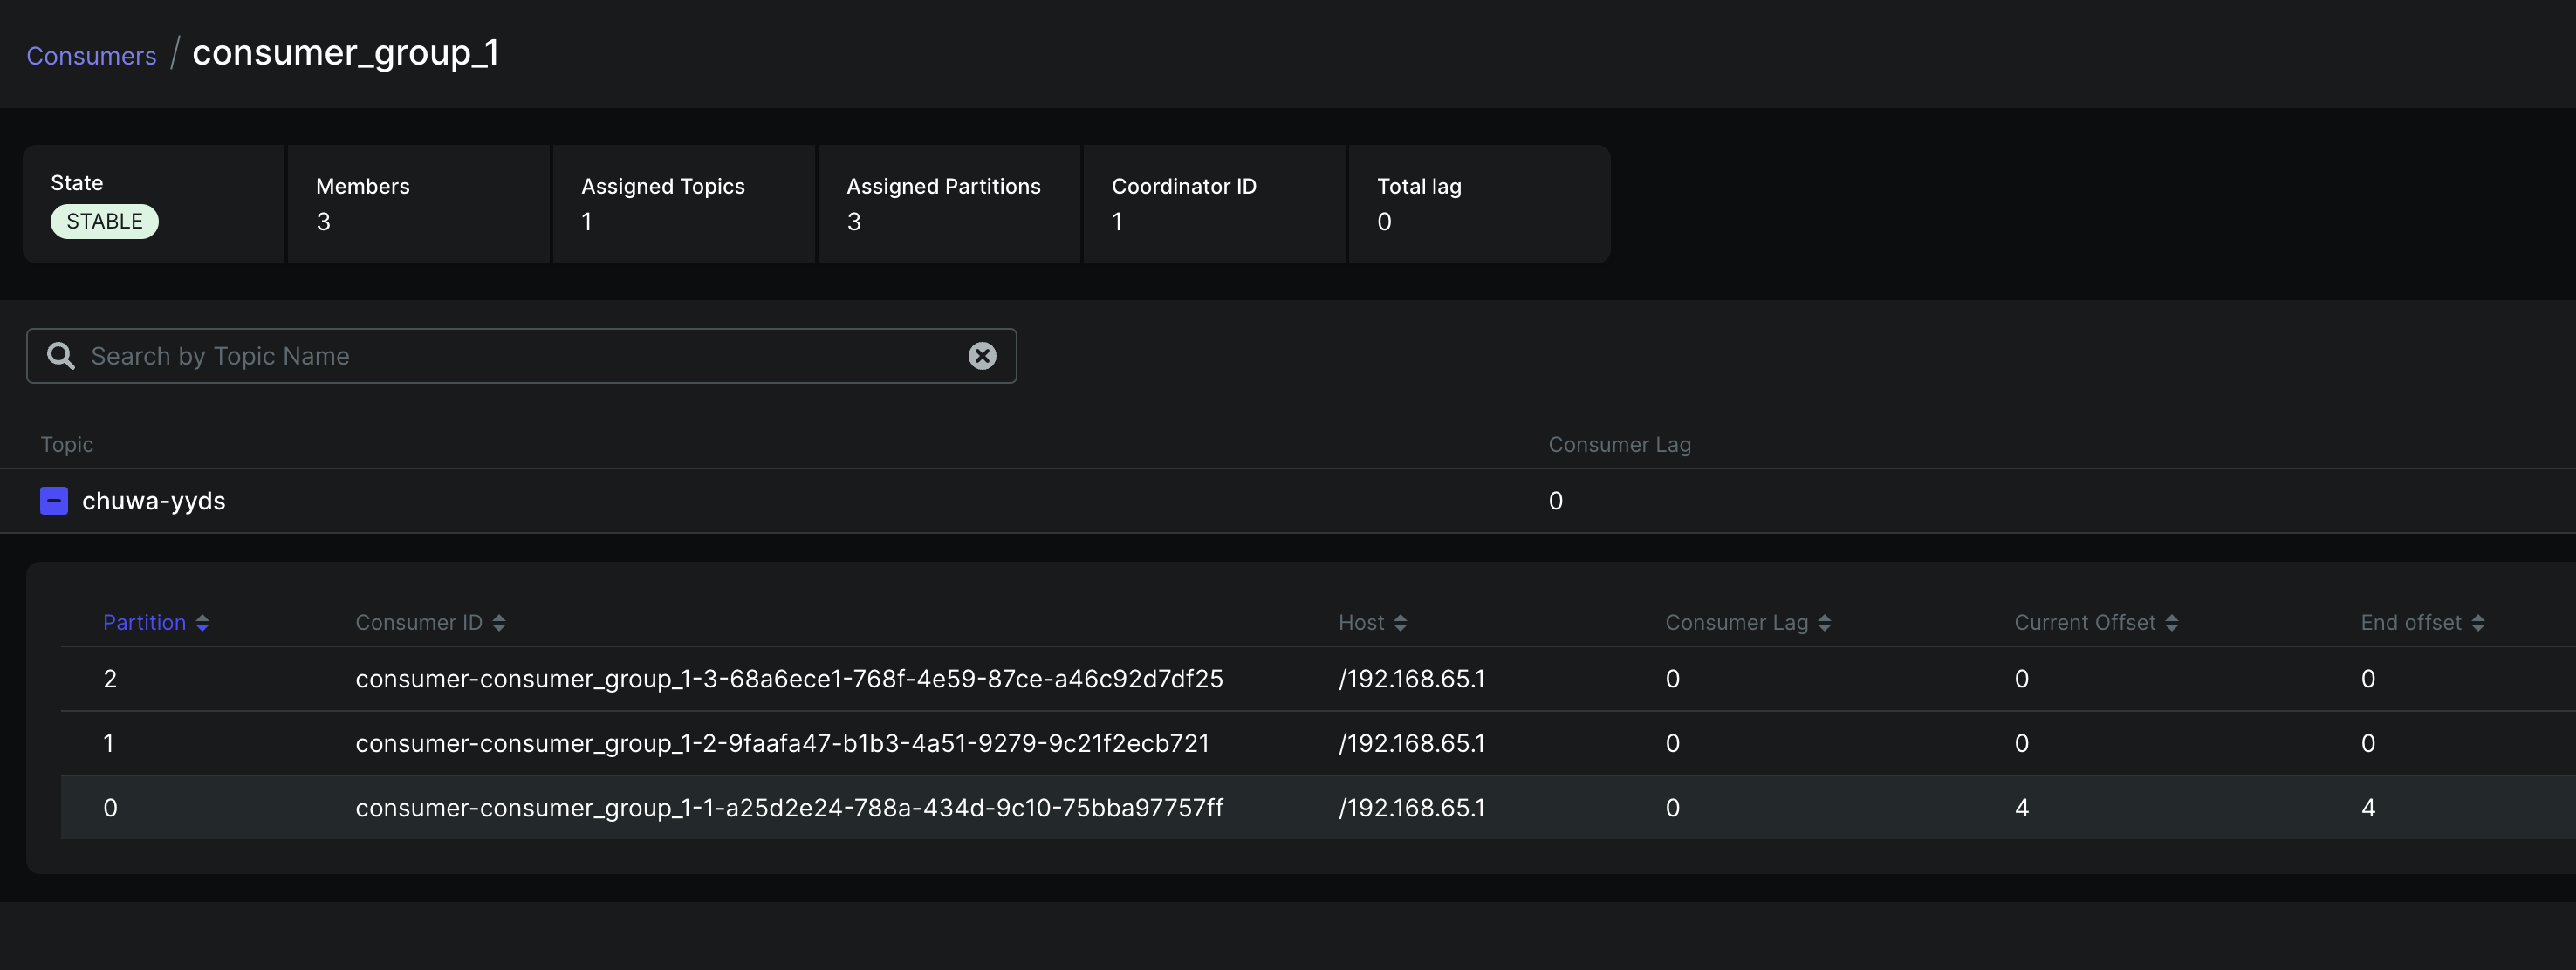 Consumers / consumer_group_1
State Members Assigned Topics Assigned Partitions Coordinator ID Total lag
STABLE 3 1 3 1 0
Search by Topic Name
Topic Consumer Lag
chuwa-yyds 0
Partition Consumer ID Host Consumer Lag Current Offset End offset
2 consumer-consumer_group_1-3-68a6ece1-768f-4e59-87ce-a46c92d7df25 /192.168.65.1 0 0 0
1 consumer-consumer_group_1-2-9faafa47-b1b3-4a51-9279-9c21f2ecb721 /192.168.65.1 0 0 0
0 consumer-consumer_group_1-1-a25d2e24-788a-434d-9c10-75bba97757ff /192.168.65.1 0 4 4